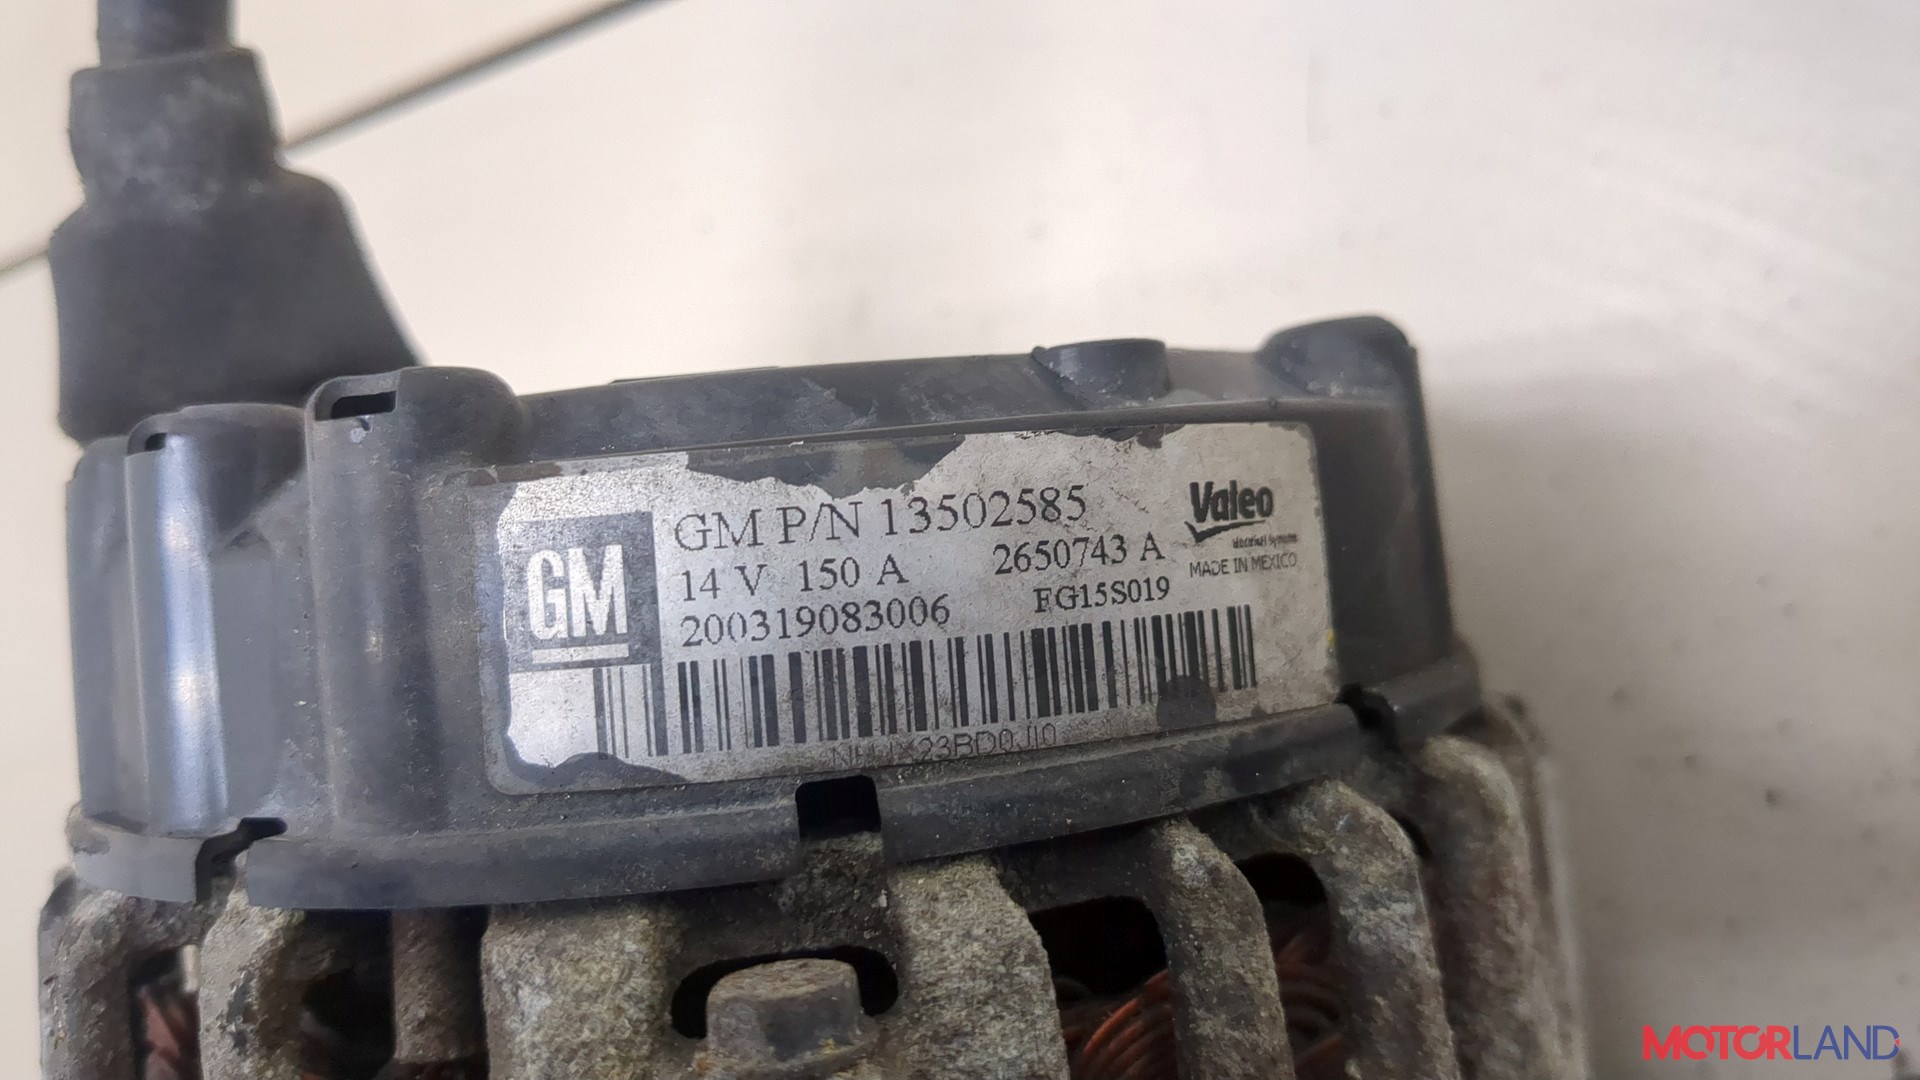 GM
GM P/N 13502585
14 V 150 A 2650743 A
200319083006 FG15S019
Valeo
MADE IN MEXICO
MOTORLAND